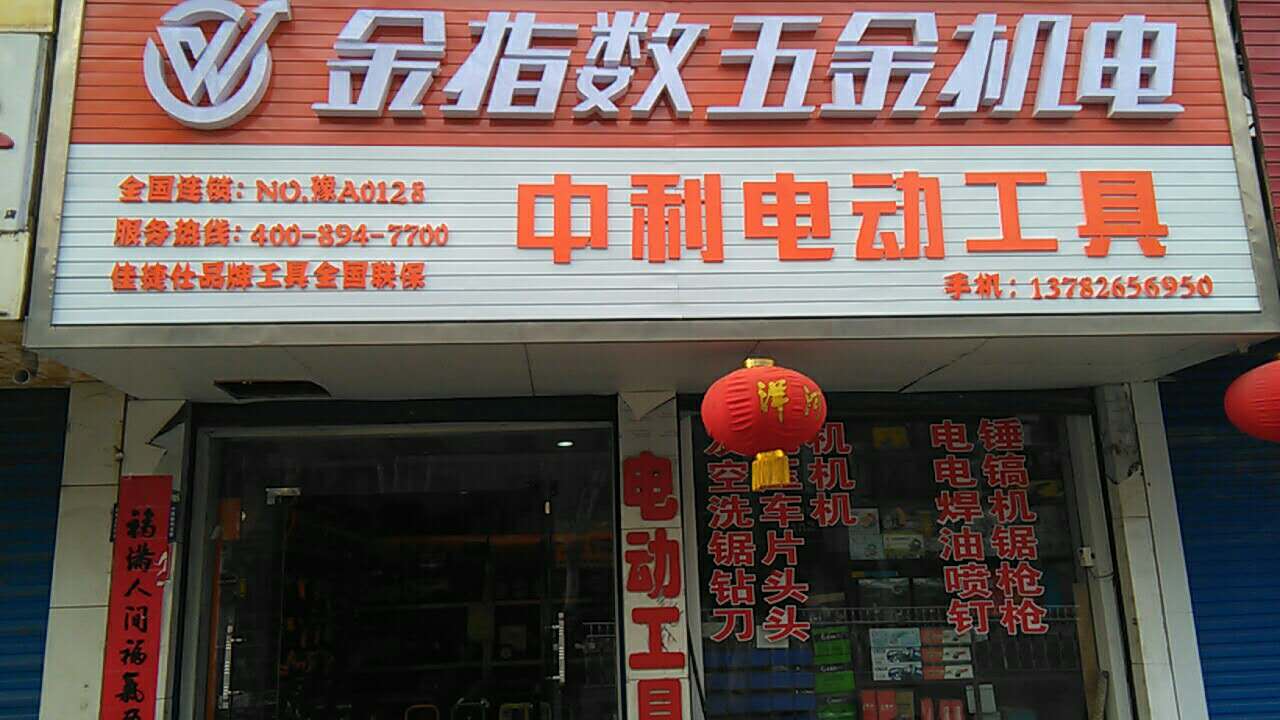 金指数五金机电
全国连锁：NO.豫A0128
服务热线：400-894-7700
佳捷仕品牌工具全国联保
中利电动工具
手机：13782656950
洋河
福满人间福气
电动工具
机
空压机
洗车机
锯片
钻头
刀头
电锤
电镐
焊机
油锯
喷枪
钉枪